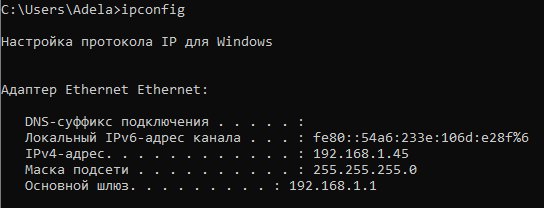 C:\Users\Adela>ipconfig
Настройка протокола IP для Windows
Адаптер Ethernet Ethernet:
DNS-суффикс подключения . . . . . :
Локальный IPv6-адрес канала . . . : fe80::54a6:233e:106d:e28f%6
IPv4-адрес. . . . . . . . . . . . : 192.168.1.45
Маска подсети . . . . . . . . . . : 255.255.255.0
Основной шлюз. . . . . . . . . : 192.168.1.1